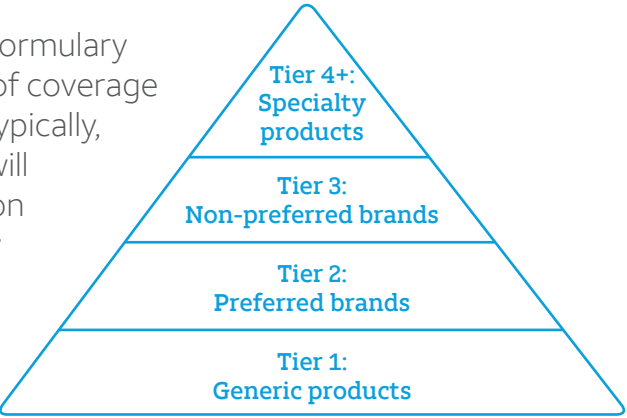 ormulary
of coverage
ypically,
will
on
Tier 4+:
Specialty
products
Tier 3:
Non-preferred brands
Tier 2:
Preferred brands
Tier 1:
Generic products